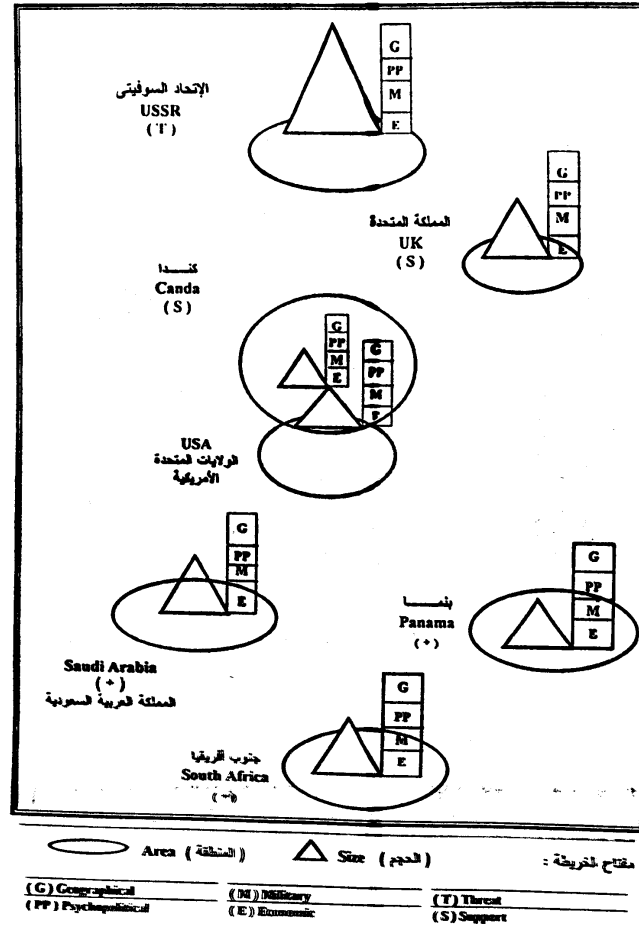 الإتحاد السوفيتى
USSR
( T )
G
PP
M
E
المملكة المتحدة
UK
( S )
G
PP
M
E
كنـــدا
Canda
( S )
G
PP
M
E
G
PP
M
E
USA
الولايات المتحدة
الأمريكية
G
PP
M
E
Saudi Arabia
( + )
المملكة العربية السعودية
G
PP
M
E
بنمـــا
Panama
( + )
G
PP
M
E
جنوب أفريقيا
South Africa
مفتاح الخريطة :
Area ( المنطقة )
Size ( الحجم )
( G ) Geographical
( M ) Military
( T ) Threat
( PP ) Psychopolitical
( E ) Economic
( S ) Support